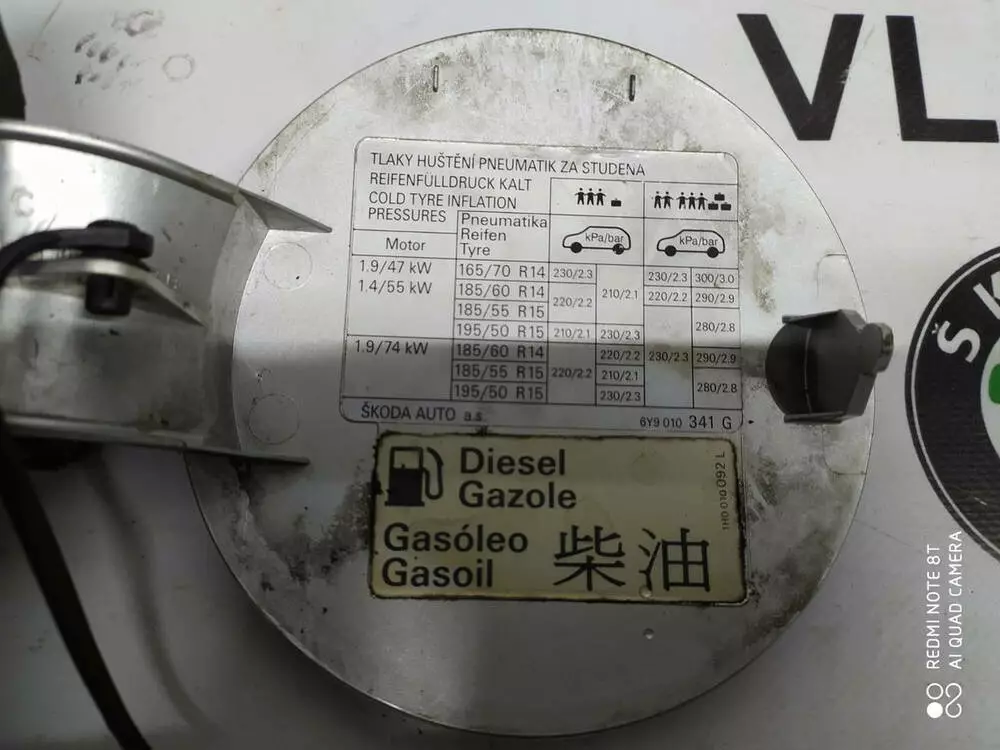 VL
TLAKY HUŠTĚNÍ PNEUMATIK ZA STUDENA
REIFENFÜLLDRUCK KALT
COLD TYRE INFLATION
PRESSURES
Pneumatika
Reifen
Tyre
Motor
kPa/bar
kPa/bar
1.9/47 kW
1.4/55 kW
165/70 R14 230/2.3 210/2.1 230/2.3 300/3.0
185/60 R14 220/2.2 220/2.2 290/2.9
185/55 R15 280/2.8
195/50 R15 210/2.1 230/2.3
1.9/74 kW
185/60 R14 220/2.2 220/2.2 230/2.3 290/2.9
185/55 R15 210/2.1 280/2.8
195/50 R15 230/2.3
ŠKODA AUTO a.s.
6Y9 010 341 G
Diesel
Gazole
Gasóleo
Gasoil
柴油
1H0 010 092 L
ŠK
REDMI NOTE 8T
AI QUAD CAMERA